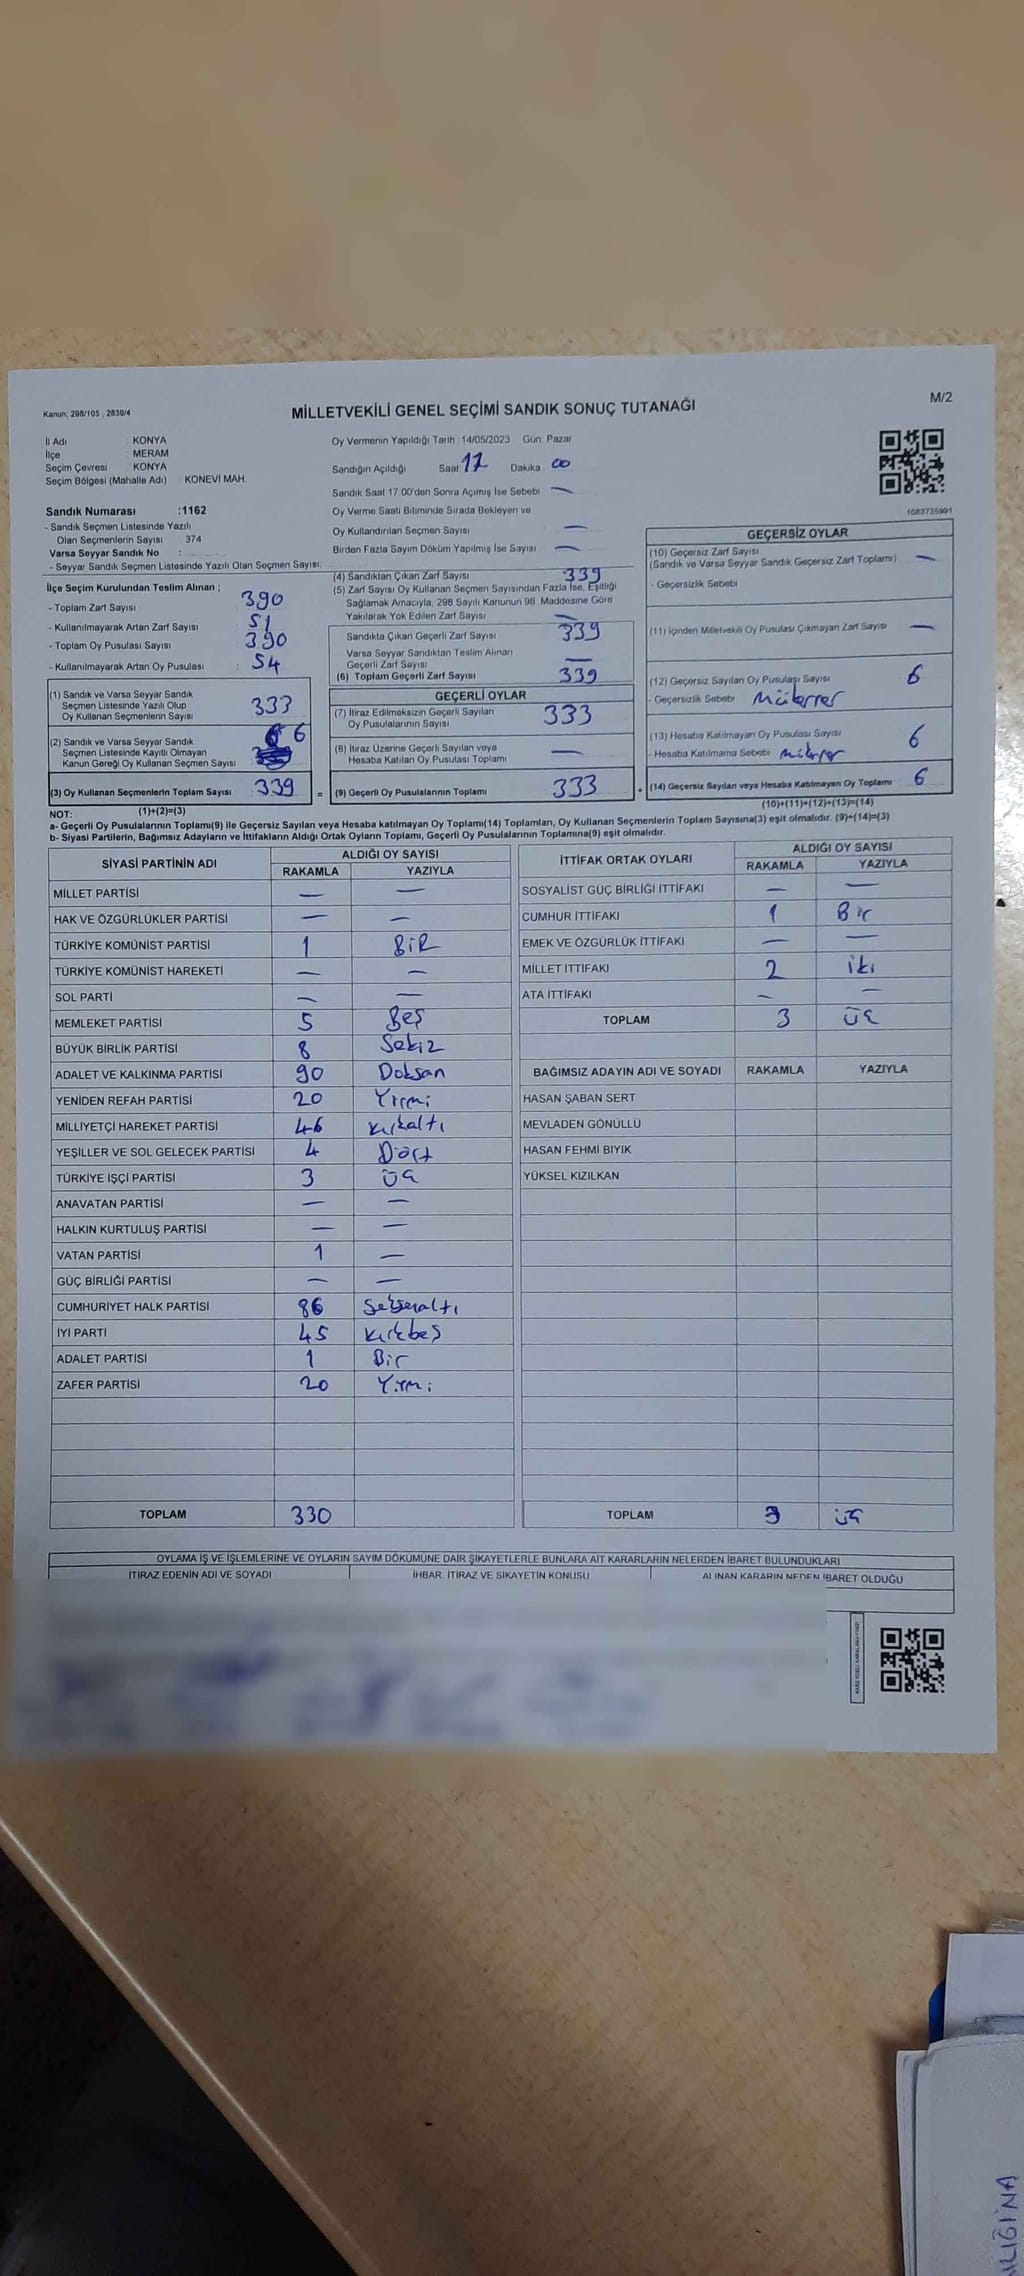 Kanun; 298/105 , 2839/4
MİLLETVEKİLİ GENEL SEÇİMİ SANDIK SONUÇ TUTANAĞI
M/2
İl Adı : KONYA
İlçe : MERAM
Seçim Çevresi : KONYA
Seçim Bölgesi (Mahalle Adı) : KONEVİ MAH.
Sandık Numarası :1162
- Sandık Seçmen Listesinde Yazılı
Olan Seçmenlerin Sayısı : 374
Varsa Seyyar Sandık No :
- Seyyar Sandık Seçmen Listesinde Yazılı Olan Seçmen Sayısı:
Oy Vermenin Yapıldığı Tarih : 14/05/2023 Gün: Pazar
Sandığın Açıldığı Saat: 17 Dakika : 00
Sandık Saat 17.00'den Sonra Açımış İse Sebebi : —
Oy Verme Saati Bitiminde Sırada Bekleyen ve
Oy Kullandırılan Seçmen Sayısı : —
Birden Fazla Sayım Döküm Yapılmış İse Sayısı : —
1683735991
İlçe Seçim Kurulundan Teslim Alınan ;
- Toplam Zarf Sayısı : 390
- Kullanılmayarak Artan Zarf Sayısı : 51
- Toplam Oy Pusulası Sayısı : 390
- Kullanılmayarak Artan Oy Pusulası : 54
(1) Sandık ve Varsa Seyyar Sandık
Seçmen Listesinde Yazılı Olup
Oy Kullanan Seçmenlerin Sayısı 333
(2) Sandık ve Varsa Seyyar Sandık
Seçmen Listesinde Kayıtlı Olmayan
Kanun Gereği Oy Kullanan Seçmen Sayısı 6
(3) Oy Kullanan Seçmenlerin Toplam Sayısı 339 =
(4) Sandıktan Çıkan Zarf Sayısı 339
(5) Zarf Sayısı Oy Kullanan Seçmen Sayısından Fazla İse, Eşitliği
Sağlamak Amacıyla, 298 Sayılı Kanunun 98. Maddesine Göre
Yakılarak Yok Edilen Zarf Sayısı —
Sandıkta Çıkan Geçerli Zarf Sayısı 339
Varsa Seyyar Sandıktan Teslim Alınan
Geçerli Zarf Sayısı —
(6) Toplam Geçerli Zarf Sayısı 339
GEÇERLİ OYLAR
(7) İtiraz Edilmeksizin Geçerli Sayılan
Oy Pusulalarının Sayısı 333
(8) İtiraz Üzerine Geçerli Sayılan veya
Hesaba Katılan Oy Pusulası Toplamı —
(9) Geçerli Oy Pusulalarının Toplamı 333 +
GEÇERSİZ OYLAR
(10) Geçersiz Zarf Sayısı
(Sandık ve Varsa Seyyar Sandık Geçersiz Zarf Toplamı) —
- Geçersizlik Sebebi
(11) İçinden Milletvekili Oy Pusulası Çıkmayan Zarf Sayısı —
(12) Geçersiz Sayılan Oy Pusulası Sayısı 6
- Geçersizlik Sebebi Mükerrer
(13) Hesaba Katılmayan Oy Pusulası Sayısı 6
- Hesaba Katılmama Sebebi
(14) Geçersiz Sayılan veya Hesaba Katılmayan Oy Toplamı 6
NOT: (1)+(2)=(3)
(10)+(11)+(12)+(13)=(14)
a- Geçerli Oy Pusulalarının Toplamı(9) ile Geçersiz Sayılan veya Hesaba katılmayan Oy Toplamı(14) Toplamları, Oy Kullanan Seçmenlerin Toplam Sayısına(3) eşit olmalıdır. (9)+(14)=(3)
b- Siyasi Partilerin, Bağımsız Adayların ve İttifakların Aldığı Ortak Oyların Toplamı, Geçerli Oy Pusulalarının Toplamına(9) eşit olmalıdır.
SİYASİ PARTİNİN ADI ALDIĞI OY SAYISI
RAKAMLA YAZIYLA
MİLLET PARTİSİ — —
HAK VE ÖZGÜRLÜKLER PARTİSİ — —
TÜRKİYE KOMÜNİST PARTİSİ 1 BİR
TÜRKİYE KOMÜNİST HAREKETİ — —
SOL PARTİ — —
MEMLEKET PARTİSİ 5 Beş
BÜYÜK BİRLİK PARTİSİ 8 Sekiz
ADALET VE KALKINMA PARTİSİ 90 Doksan
YENİDEN REFAH PARTİSİ 20 Yirmi
MİLLİYETÇİ HAREKET PARTİSİ 46 Kırkaltı
YEŞİLLER VE SOL GELECEK PARTİSİ 4 Dört
TÜRKİYE İŞÇİ PARTİSİ 3 Üç
ANAVATAN PARTİSİ — —
HALKIN KURTULUŞ PARTİSİ — —
VATAN PARTİSİ 1 —
GÜÇ BİRLİĞİ PARTİSİ — —
CUMHURİYET HALK PARTİSİ 86 Seksenaltı
İYİ PARTİ 45 Kırkbeş
ADALET PARTİSİ 1 Bir
ZAFER PARTİSİ 20 Yirmi
TOPLAM 330
İTTİFAK ORTAK OYLARI ALDIĞI OY SAYISI
RAKAMLA YAZIYLA
SOSYALİST GÜÇ BİRLİĞİ İTTİFAKI — —
CUMHUR İTTİFAKI 1 Bir
EMEK VE ÖZGÜRLÜK İTTİFAKI — —
MİLLET İTTİFAKI 2 iki
ATA İTTİFAKI — —
TOPLAM 3 üç
BAĞIMSIZ ADAYIN ADI VE SOYADI RAKAMLA YAZIYLA
HASAN ŞABAN SERT
MEVLADEN GÖNÜLLÜ
HASAN FEHMİ BIYIK
YÜKSEL KIZILKAN
TOPLAM 3 üç
OYLAMA İŞ VE İŞLEMLERİNE VE OYLARIN SAYIM DÖKÜMÜNE DAİR ŞİKAYETLERLE BUNLARA AİT KARARLARIN NELERDEN İBARET BULUNDUKLARI
İTİRAZ EDENİN ADI VE SOYADI İHBAR, İTİRAZ VE ŞİKAYETİN KONUSU ALINAN KARARIN NEDEN İBARET OLDUĞU